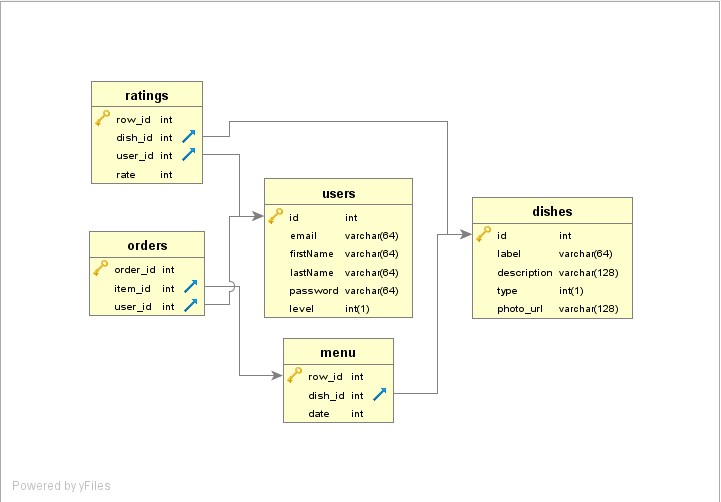 ratings
row_id int
dish_id int
user_id int
rate int
users
id int
email varchar(64)
firstName varchar(64)
lastName varchar(64)
password varchar(64)
level int(1)
dishes
id int
label varchar(64)
description varchar(128)
type int(1)
photo_url varchar(128)
orders
order_id int
item_id int
user_id int
menu
row_id int
dish_id int
date int
Powered by yFiles